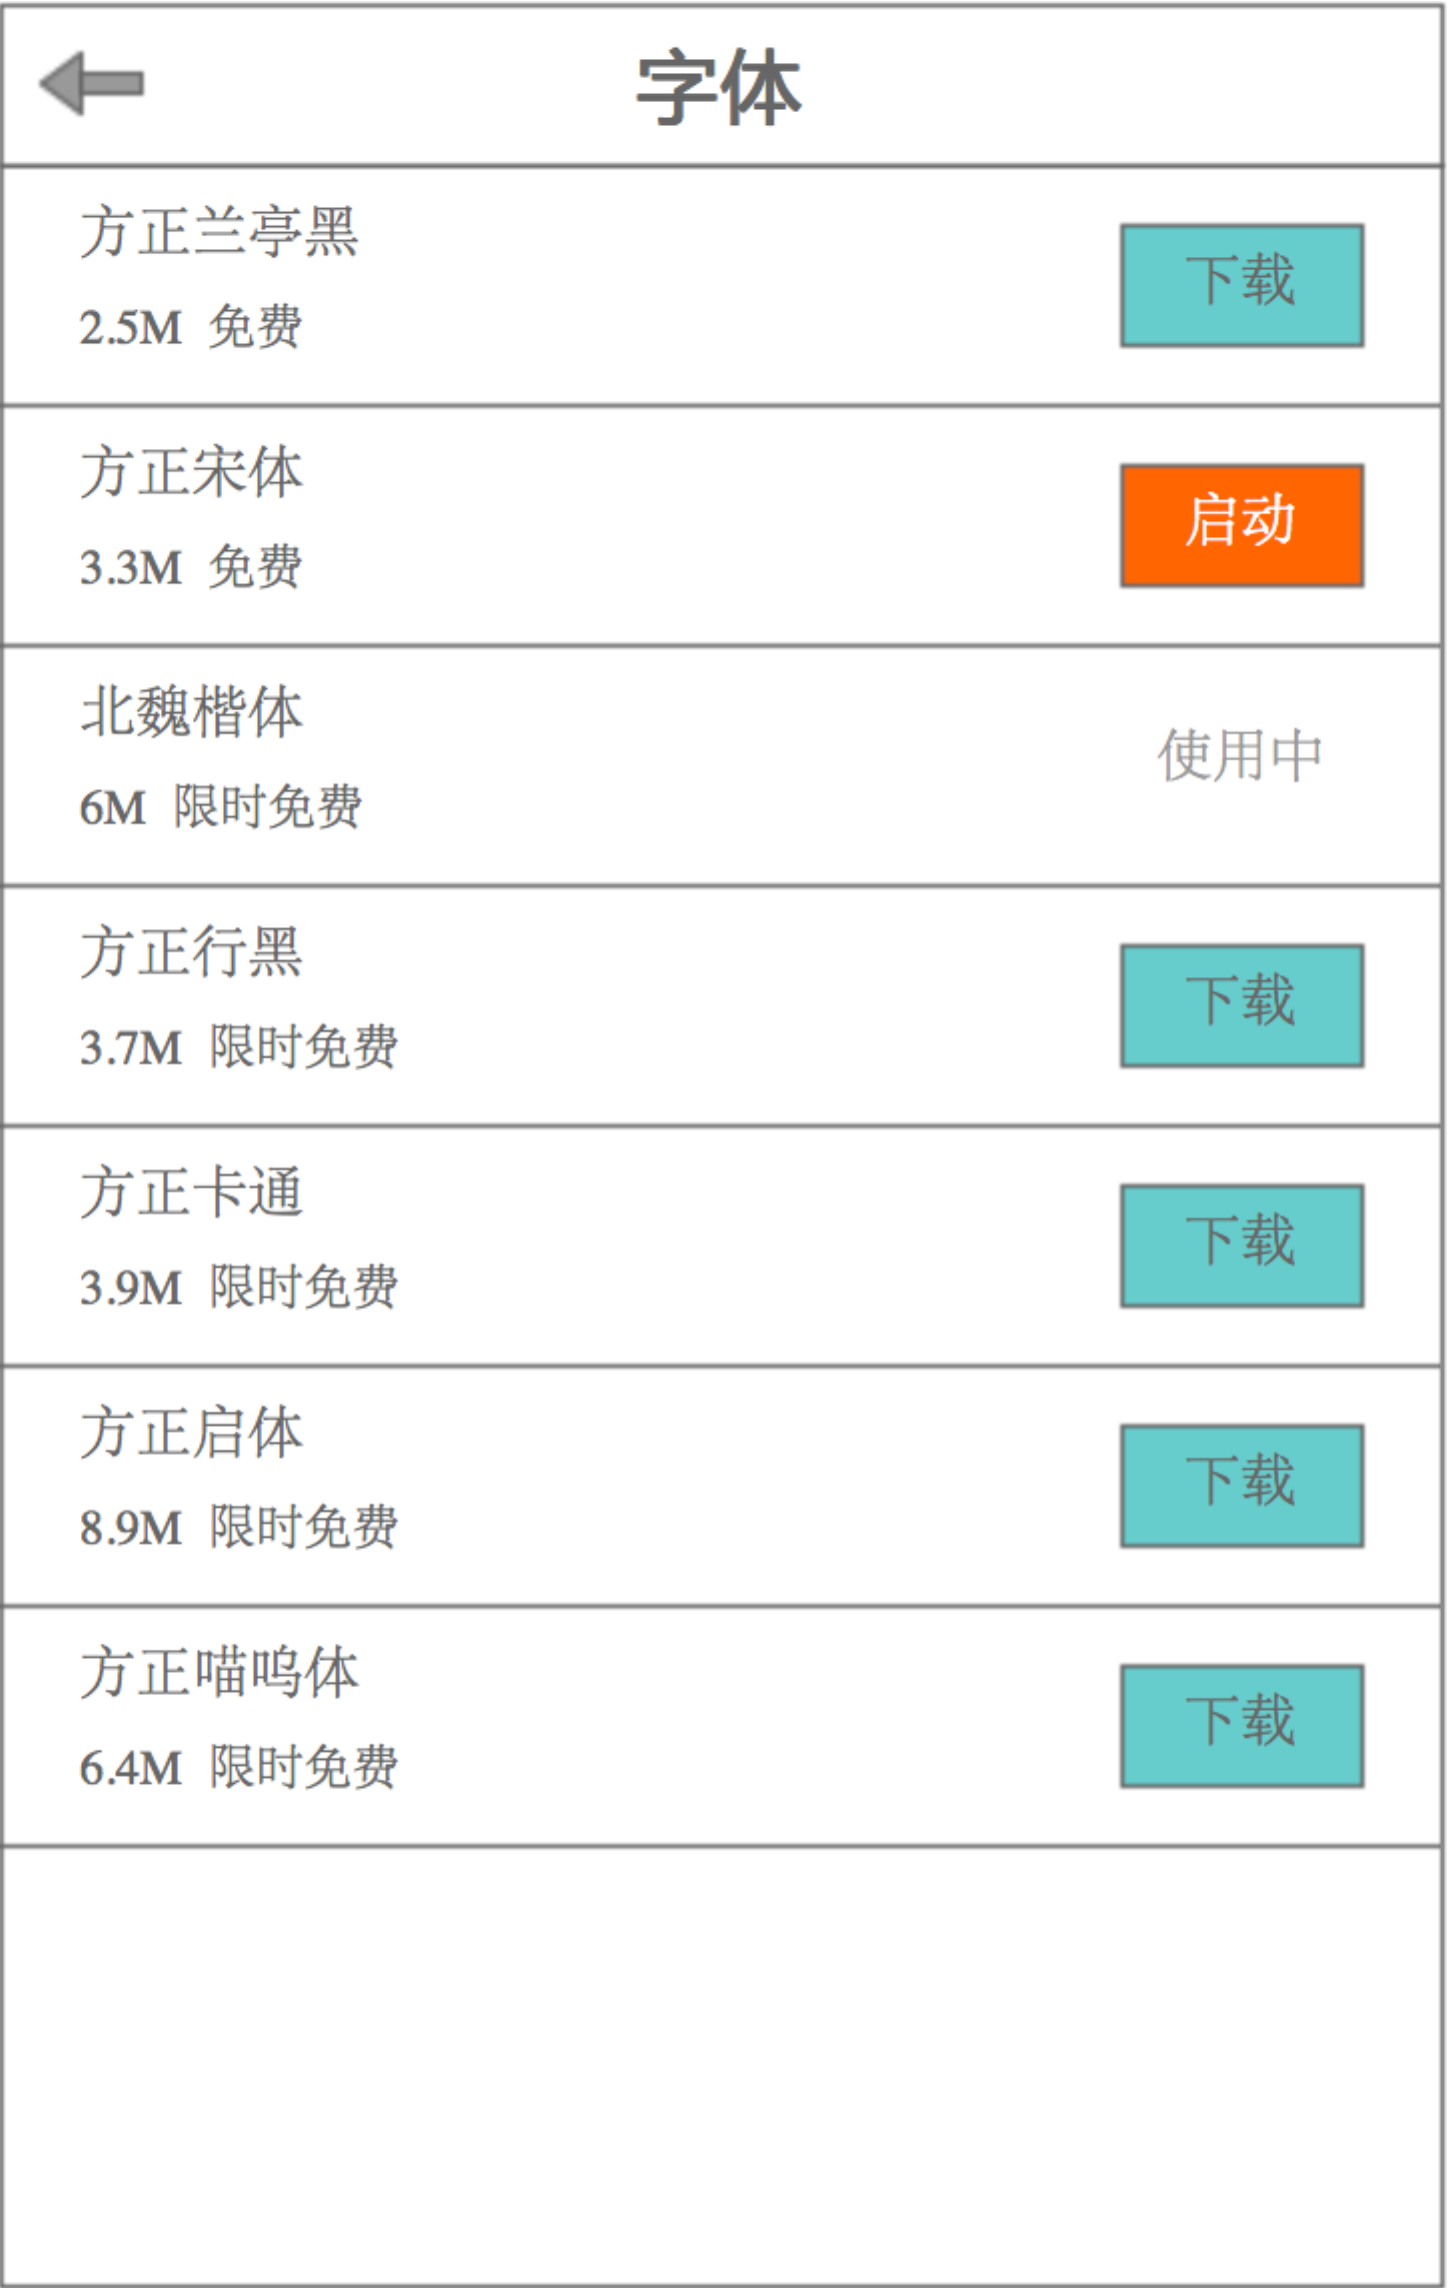 字体
方正兰亭黑
2.5M 免费
下载
方正宋体
3.3M 免费
启动
北魏楷体
6M 限时免费
使用中
方正行黑
3.7M 限时免费
下载
方正卡通
3.9M 限时免费
下载
方正启体
8.9M 限时免费
下载
方正喵呜体
6.4M 限时免费
下载